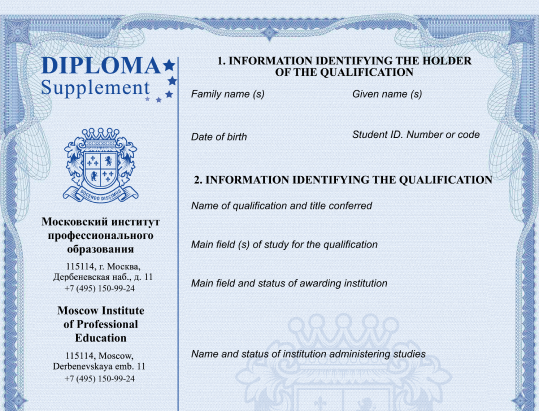 DIPLOMA
Supplement
DOCENDO DISCIMUS
Московский институт
профессионального
образования
115114, г. Москва,
Дербеневская наб., д. 11
+7 (495) 150-99-24
Moscow Institute
of Professional
Education
115114, Moscow,
Derbenevskaya emb. 11
+7 (495) 150-99-24
1. INFORMATION IDENTIFYING THE HOLDER
OF THE QUALIFICATION
Family name (s) Given name (s)
Date of birth Student ID. Number or code
2. INFORMATION IDENTIFYING THE QUALIFICATION
Name of qualification and title conferred
Main field (s) of study for the qualification
Main field and status of awarding institution
Name and status of institution administering studies